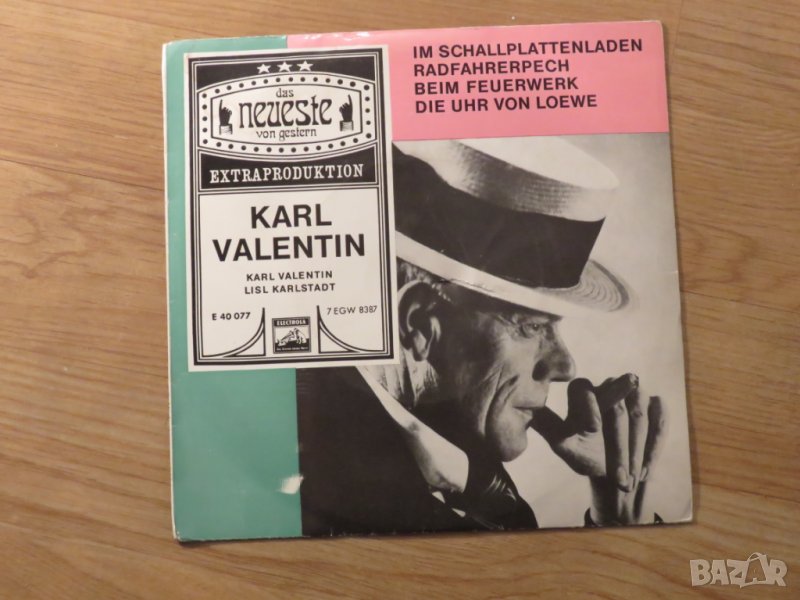 IM SCHALLPLATTENLADEN
RADFAHRERPECH
BEIM FEUERWERK
DIE UHR VON LOEWE
das
neueste
von gestern
EXTRAPRODUKTION
KARL
VALENTIN
KARL VALENTIN
LISL KARLSTADT
E 40 077
7 EGW 8387
ELECTROLA
BAZAR